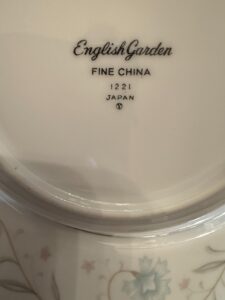 English Garden
FINE CHINA
1221
JAPAN